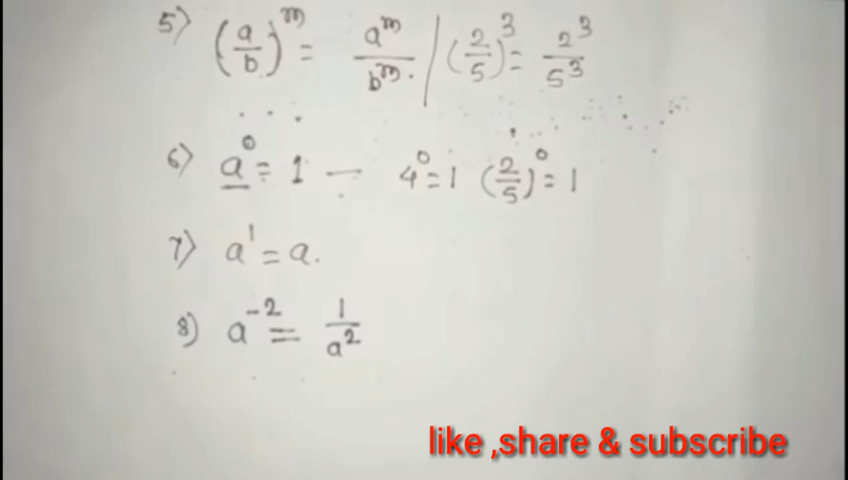 5) (a/b)^m = a^m/b^m. | (2/5)^3 = 2^3/5^3
6) a^0 = 1 — 4^0 = 1 (2/5)^0 = 1
7) a^1 = a.
8) a^-2 = 1/a^2
like ,share & subscribe